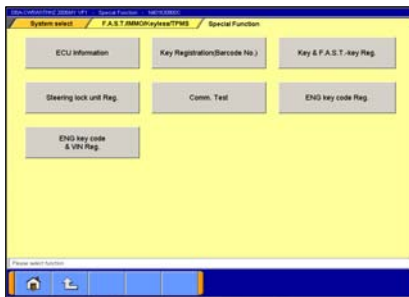 System select
F.A.S.T./IMMO/Keyless/TPMS
Special Function
ECU Information
Key Registration(Barcode No.)
Key & F.A.S.T.-key Reg.
Steering lock unit Reg.
Comm. Test
ENG key code Reg.
ENG key code
& VIN Reg.
Please select function